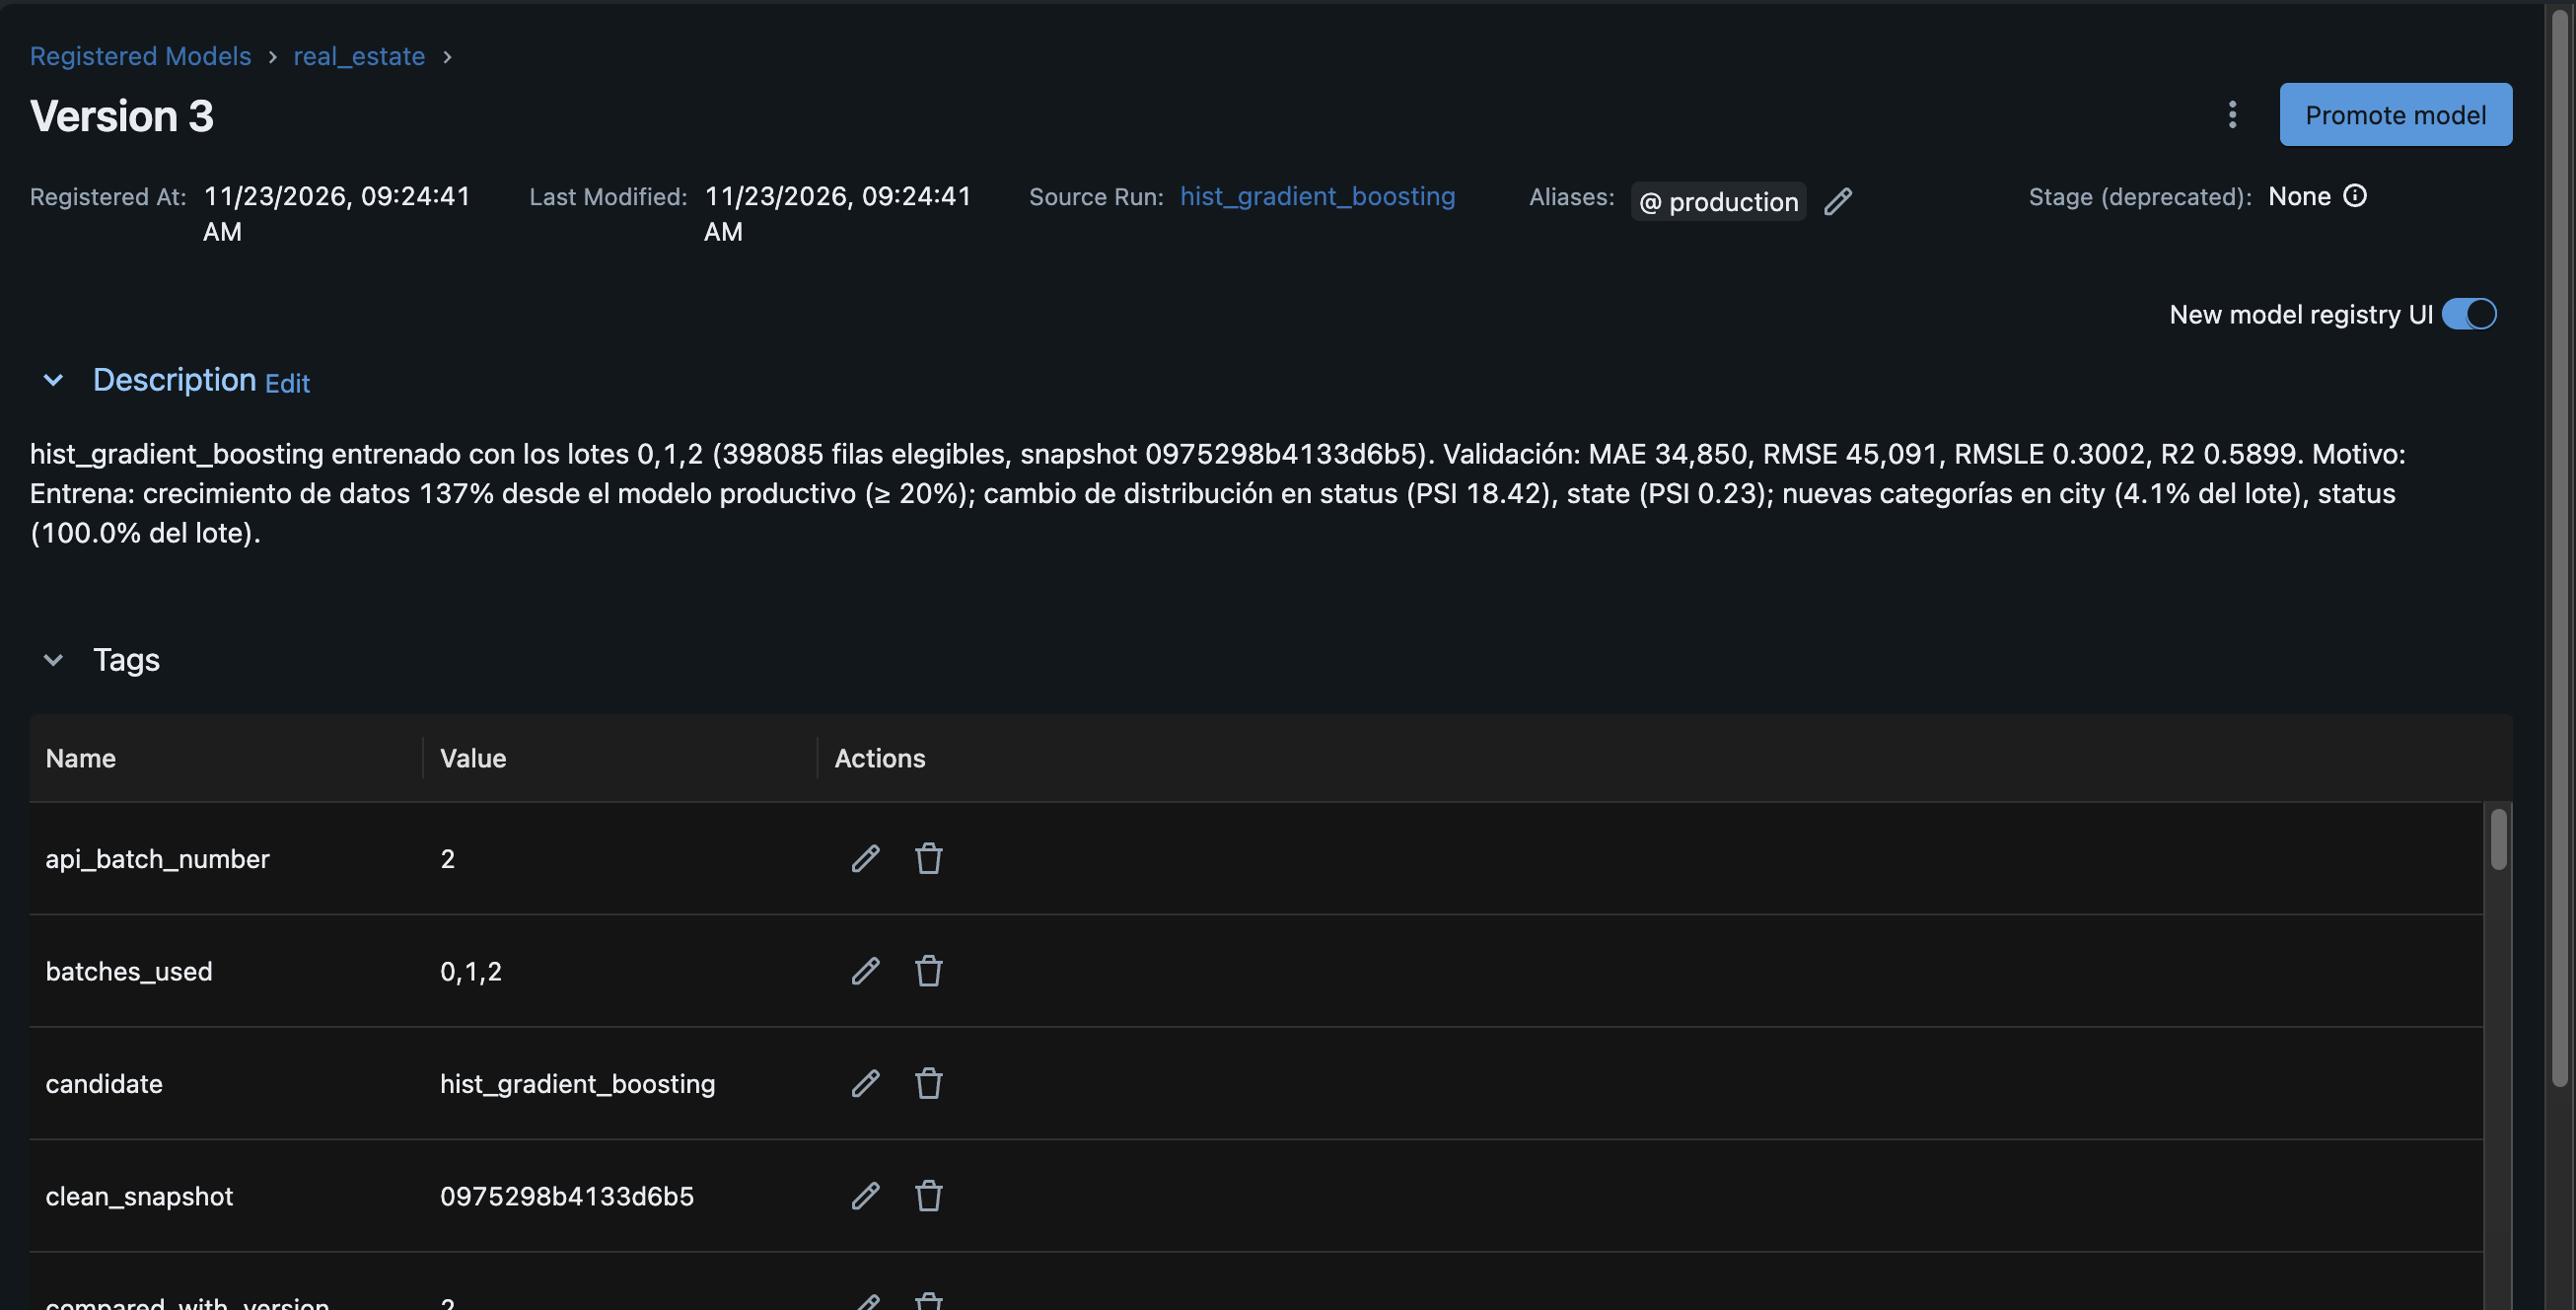 Registered Models > real_estate >
Version 3
Promote model
Registered At: 11/23/2026, 09:24:41 AM
Last Modified: 11/23/2026, 09:24:41 AM
Source Run: hist_gradient_boosting
Aliases: @ production
Stage (deprecated): None
New model registry UI
Description Edit
hist_gradient_boosting entrenado con los lotes 0,1,2 (398085 filas elegibles, snapshot 0975298b4133d6b5). Validación: MAE 34,850, RMSE 45,091, RMSLE 0.3002, R2 0.5899. Motivo:
Entrena: crecimiento de datos 137% desde el modelo productivo (≥ 20%); cambio de distribución en status (PSI 18.42), state (PSI 0.23); nuevas categorías en city (4.1% del lote), status
(100.0% del lote).
Tags
Name Value Actions
api_batch_number 2
batches_used 0,1,2
candidate hist_gradient_boosting
clean_snapshot 0975298b4133d6b5
compared_with_version 2